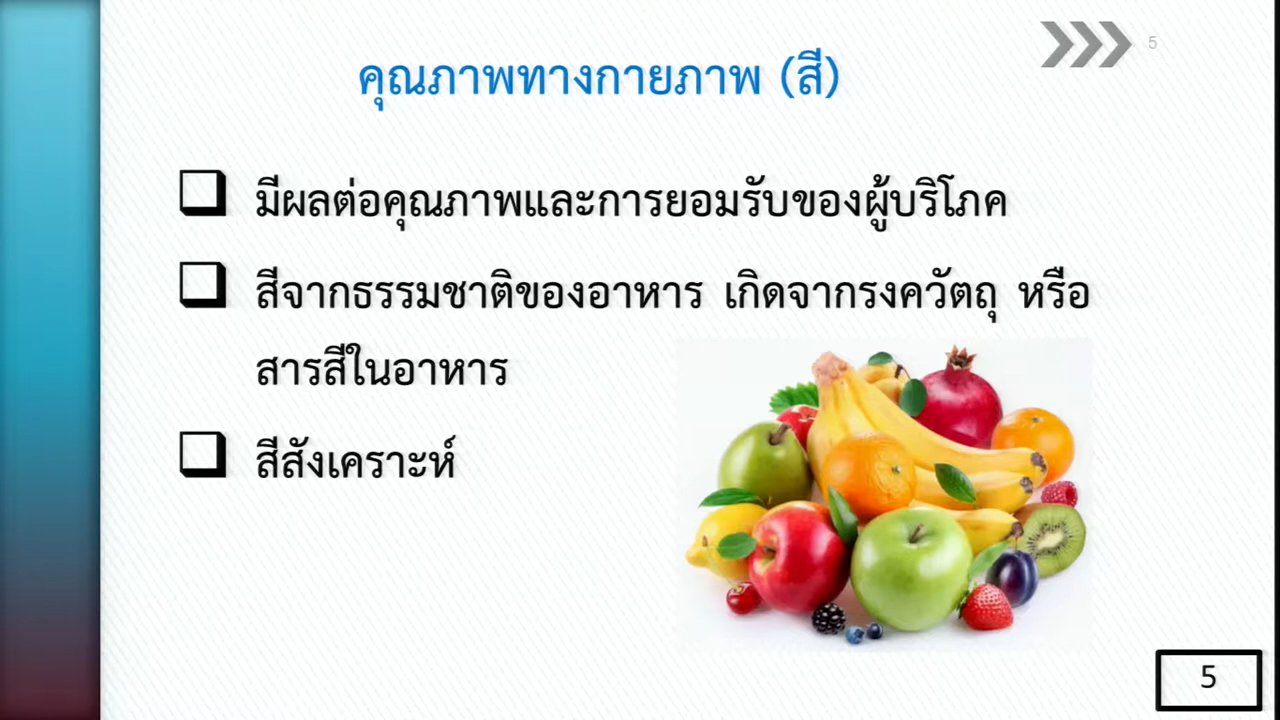 5
คุณภาพทางกายภาพ (สี)
มีผลต่อคุณภาพและการยอมรับของผู้บริโภค
สีจากธรรมชาติของอาหาร เกิดจากรงควัตถุ หรือ
สารสีในอาหาร
สีสังเคราะห์
5